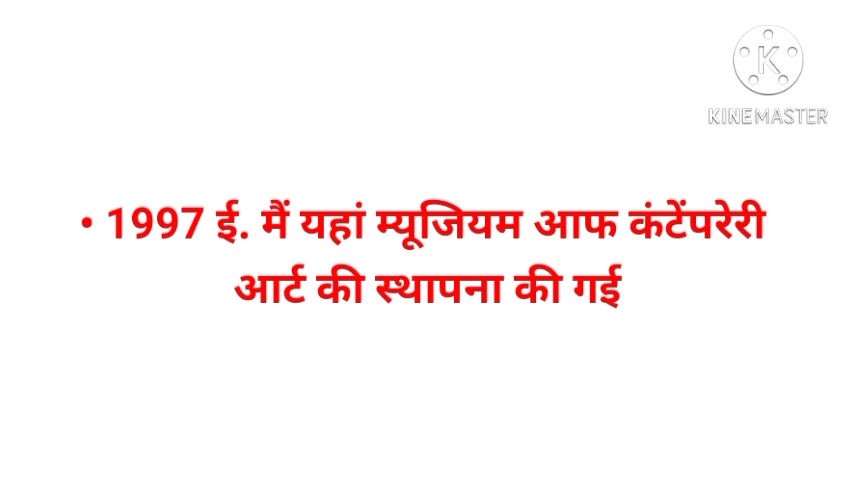 KINEMASTER
• 1997 ई. मैं यहां म्यूजियम आफ कंटेंपरेरी
आर्ट की स्थापना की गई